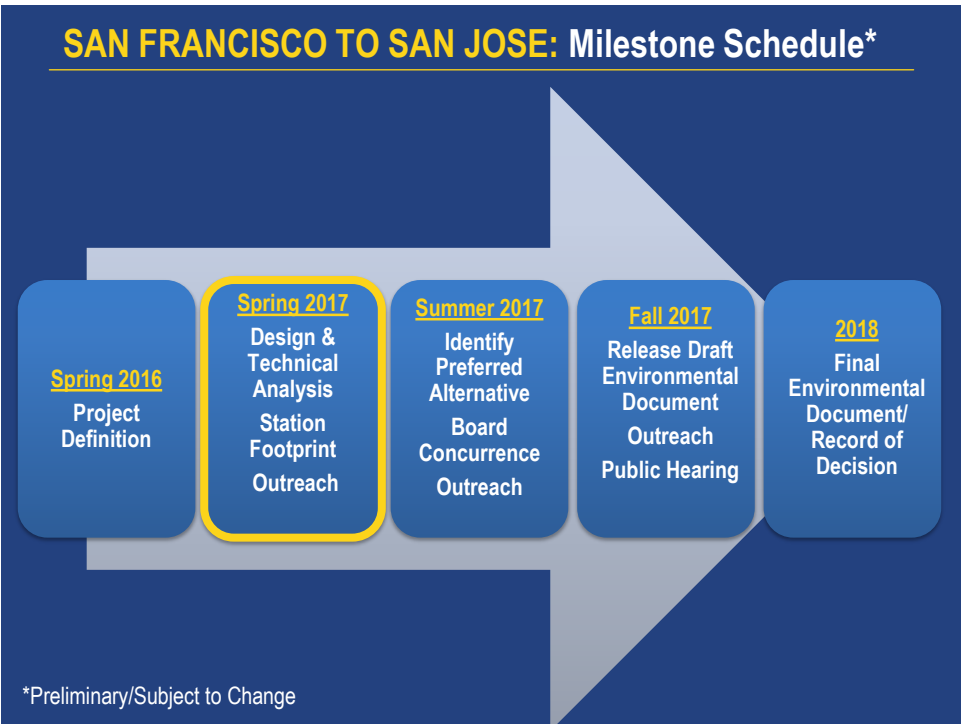 SAN FRANCISCO TO SAN JOSE: Milestone Schedule*
Spring 2016
Project
Definition
Spring 2017
Design &
Technical
Analysis
Station
Footprint
Outreach
Summer 2017
Identify
Preferred
Alternative
Board
Concurrence
Outreach
Fall 2017
Release Draft
Environmental
Document
Outreach
Public Hearing
2018
Final
Environmental
Document/
Record of
Decision
*Preliminary/Subject to Change